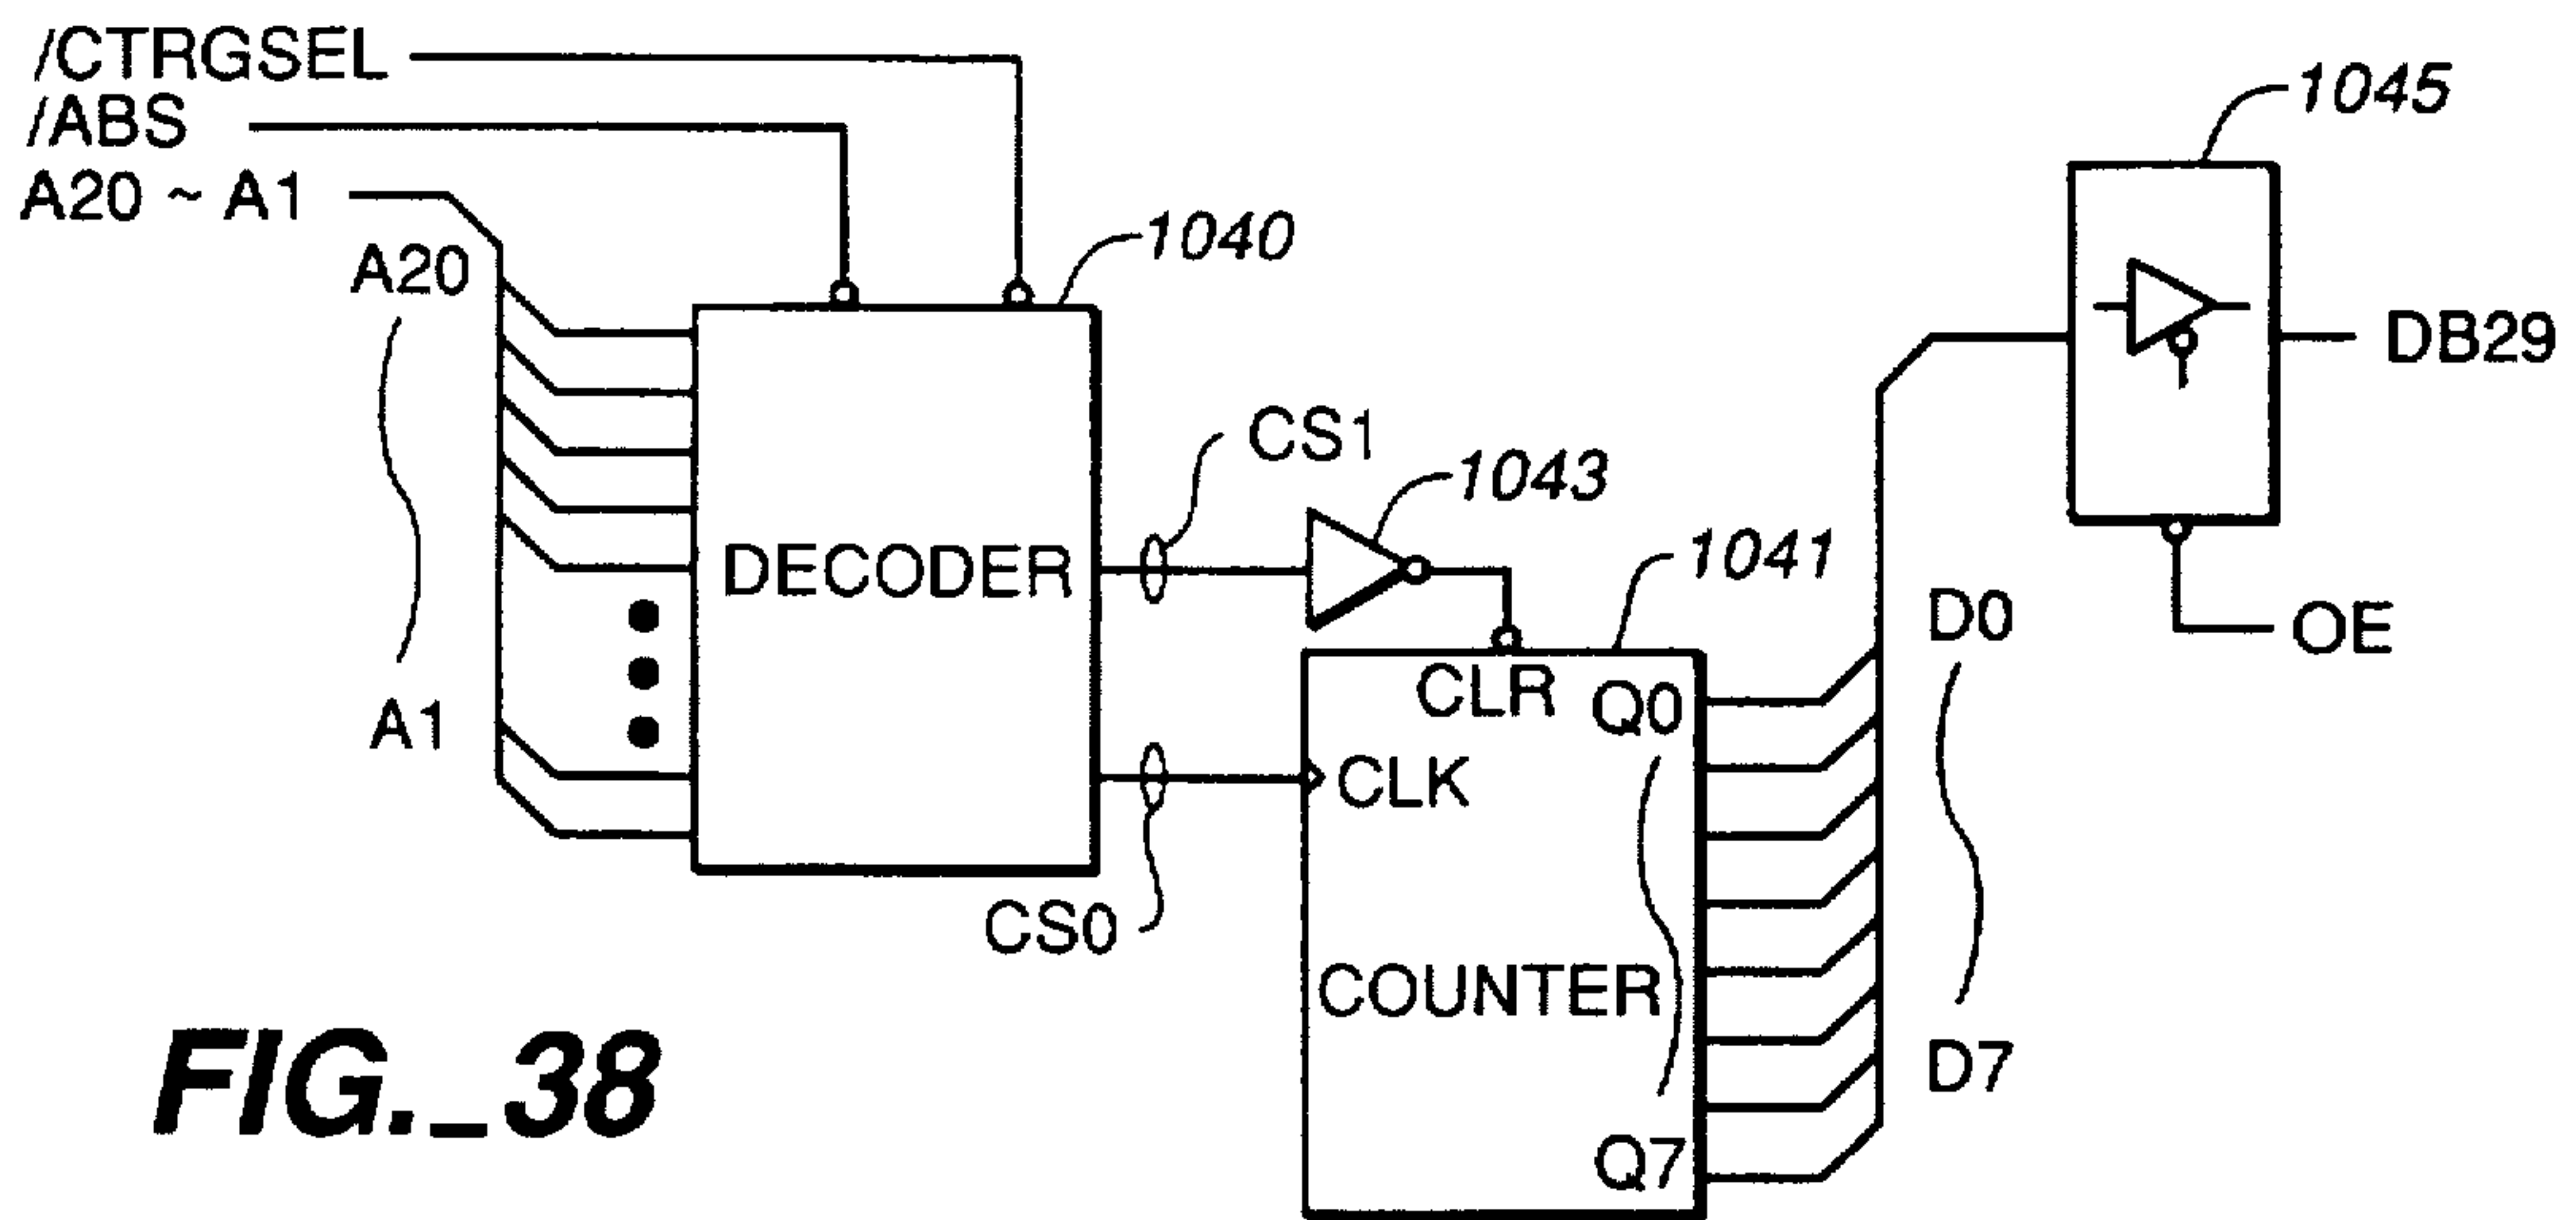 /CTRGSEL
/ABS
A20 ~ A1
A20
A1
1040
DECODER
CS1
CS0
1043
1041
CLR
Q0
CLK
COUNTER
Q7
D0
D7
1045
DB29
OE
FIG._38